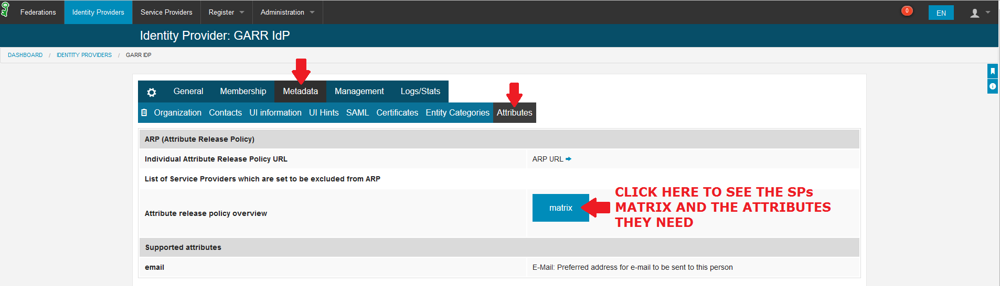 Federations Identity Providers Service Providers Register Administration 0 EN
Identity Provider: GARR IdP
DASHBOARD / IDENTITY PROVIDERS / GARR IDP
General Membership Metadata Management Logs/Stats
Organization Contacts UI information UI Hints SAML Certificates Entity Categories Attributes
ARP (Attribute Release Policy)
Individual Attribute Release Policy URL ARP URL
List of Service Providers which are set to be excluded from ARP
Attribute release policy overview matrix
CLICK HERE TO SEE THE SPs
MATRIX AND THE ATTRIBUTES
THEY NEED
Supported attributes
email E-Mail: Preferred address for e-mail to be sent to this person